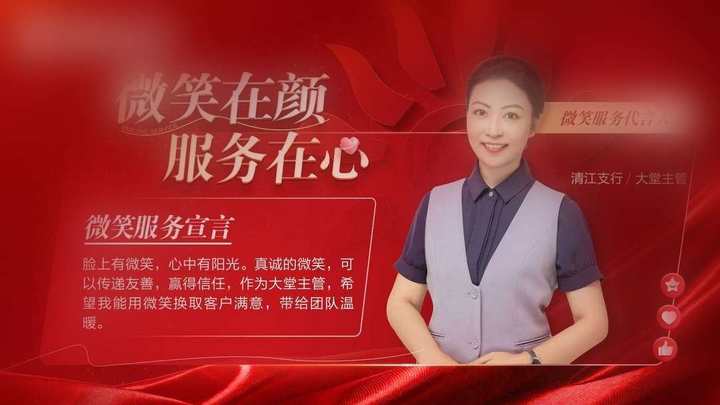 微笑在颜
服务在心
微笑服务代言人
清江支行/大堂主管
微笑服务宣言
脸上有微笑，心中有阳光。真诚的微笑，可
以传递友善，赢得信任，作为大堂主管，希
望我能用微笑换取客户满意，带给团队温
暖。